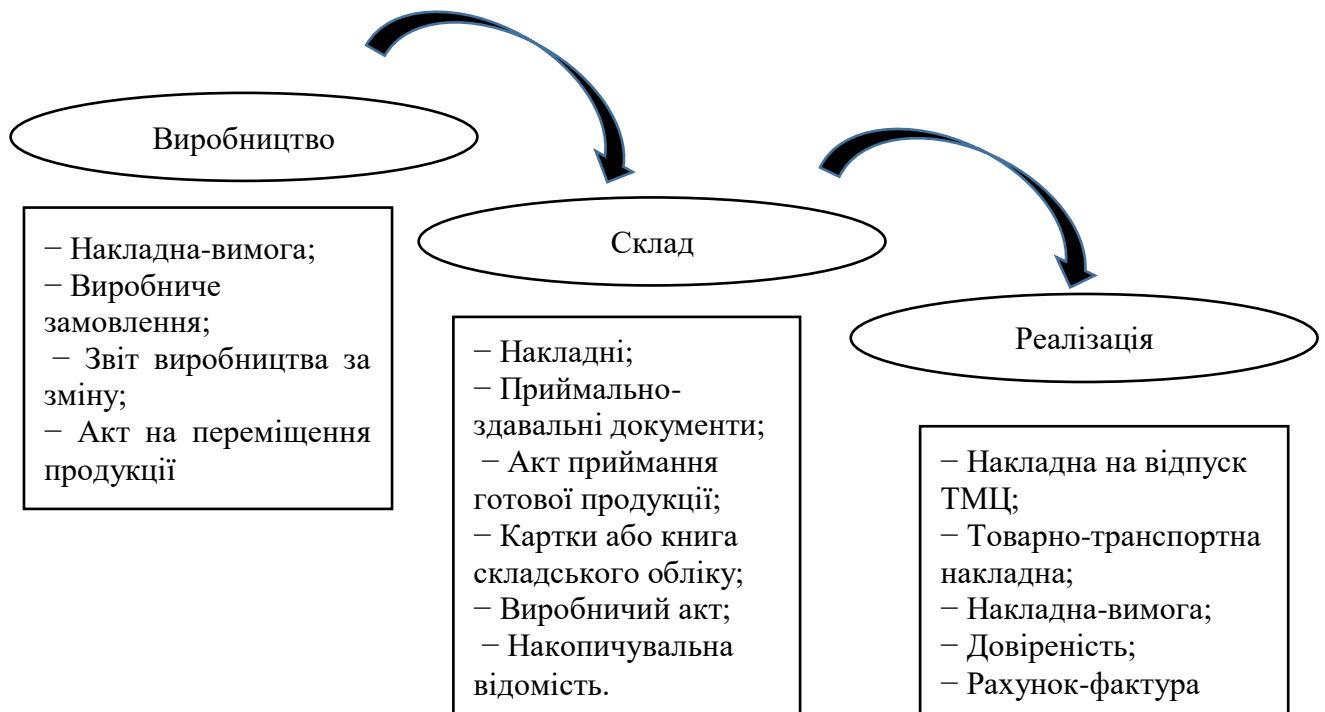 Виробництво
− Накладна-вимога;
− Виробниче
замовлення;
− Звіт виробництва за
зміну;
− Акт на переміщення
продукції
Склад
− Накладні;
− Приймально-
здавальні документи;
− Акт приймання
готової продукції;
− Картки або книга
складського обліку;
− Виробничий акт;
− Накопичувальна
відомість.
Реалізація
− Накладна на відпуск
ТМЦ;
− Товарно-транспортна
накладна;
− Накладна-вимога;
− Довіреність;
− Рахунок-фактура